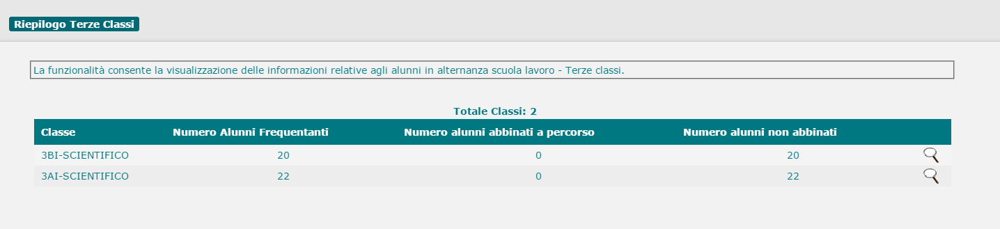 Riepilogo Terze Classi
La funzionalità consente la visualizzazione delle informazioni relative agli alunni in alternanza scuola lavoro - Terze classi.
Totale Classi: 2
Classe Numero Alunni Frequentanti Numero alunni abbinati a percorso Numero alunni non abbinati
3BI-SCIENTIFICO 20 0 20
3AI-SCIENTIFICO 22 0 22